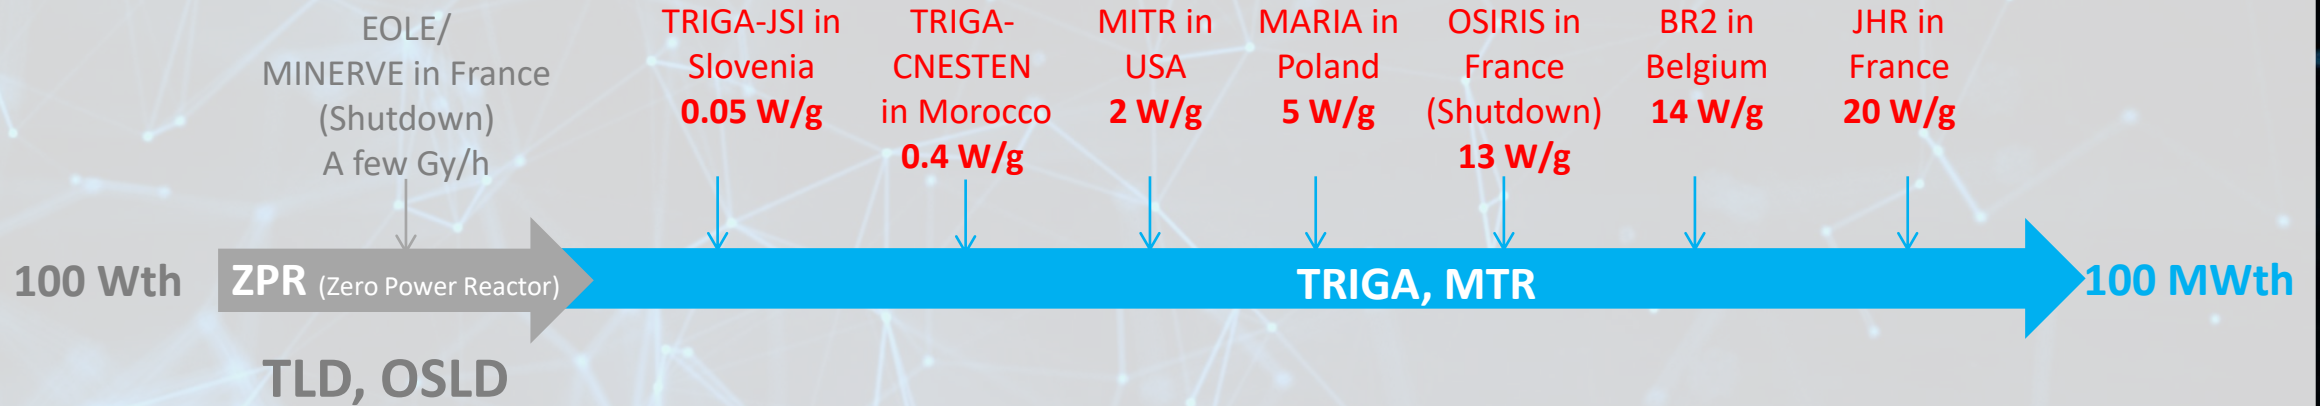 EOLE/
MINERVE in France
(Shutdown)
A few Gy/h
TRIGA-JSI in
Slovenia
0.05 W/g
TRIGA-
CNESTEN
in Morocco
0.4 W/g
MITR in
USA
2 W/g
MARIA in
Poland
5 W/g
OSIRIS in
France
(Shutdown)
13 W/g
BR2 in
Belgium
14 W/g
JHR in
France
20 W/g
100 Wth
ZPR (Zero Power Reactor)
TRIGA, MTR
100 MWth
TLD, OSLD